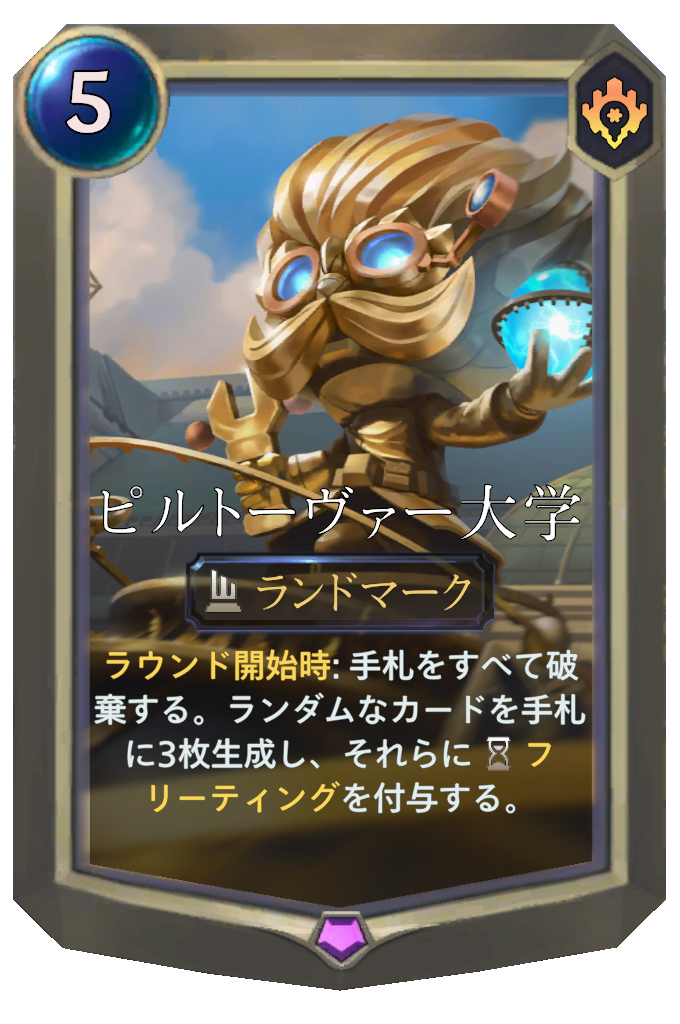 5
ピルトーヴァー大学
ランドマーク
ラウンド開始時: 手札をすべて破
棄する。ランダムなカードを手札
に3枚生成し、それらに フ
リーティングを付与する。